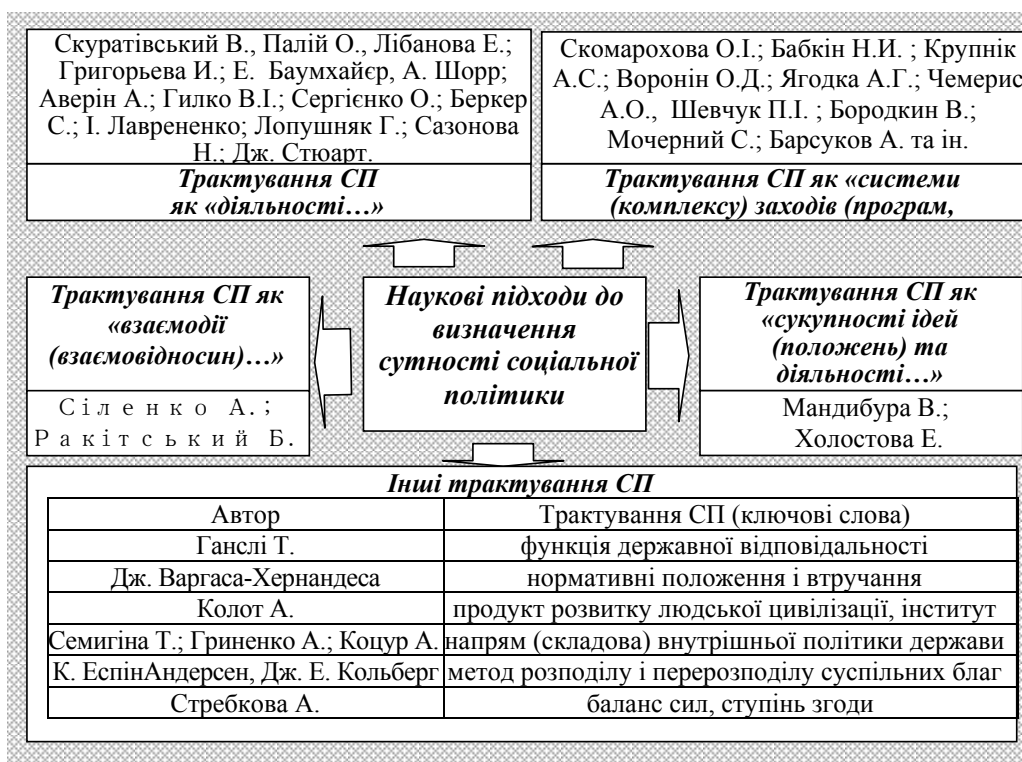 Скуратівський В., Палій О., Лібанова Е.;
Григорьева И.; Е. Баумхайєр, А. Шорр;
Аверін А.; Гилко В.І.; Сергієнко О.; Беркер
С.; І. Лаврененко; Лопушняк Г.; Сазонова
Н.; Дж. Стюарт.
Трактування СП
як «діяльності…»
Скомарохова О.І.; Бабкін Н.И. ; Крупнік
А.С.; Воронін О.Д.; Ягодка А.Г.; Чемерис
А.О., Шевчук П.І. ; Бородкин В.;
Мочерний С.; Барсуков А. та ін.
Трактування СП як «системи
(комплексу) заходів (програм,
Трактування СП як
«взаємодії
(взаємовідносин)…»
Сіленко А.;
Ракітський Б.
Наукові підходи до
визначення
сутності соціальної
політики
Трактування СП як
«сукупності ідей
(положень) та
діяльності…»
Мандибура В.;
Холостова Е.
Інші трактування СП
Автор Трактування СП (ключові слова)
Ганслі Т. функція державної відповідальності
Дж. Варгаса-Хернандеса нормативні положення і втручання
Колот А. продукт розвитку людської цивілізації, інститут
Семигіна Т.; Гриненко А.; Коцур А. напрям (складова) внутрішньої політики держави
К. ЕспінАндерсен, Дж. Е. Кольберг метод розподілу і перерозподілу суспільних благ
Стребкова А. баланс сил, ступінь згоди